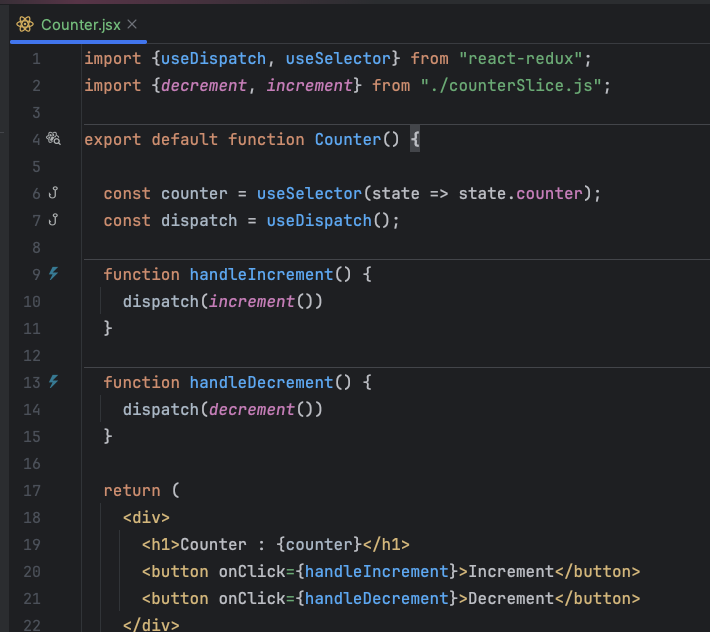 Counter.jsx
1 import {useDispatch, useSelector} from "react-redux";
2 import {decrement, increment} from "./counterSlice.js";
3
4 export default function Counter() {
5
6 const counter = useSelector(state => state.counter);
7 const dispatch = useDispatch();
8
9 function handleIncrement() {
10 dispatch(increment())
11 }
12
13 function handleDecrement() {
14 dispatch(decrement())
15 }
16
17 return (
18 <div>
19 <h1>Counter : {counter}</h1>
20 <button onClick={handleIncrement}>Increment</button>
21 <button onClick={handleDecrement}>Decrement</button>
22 </div>